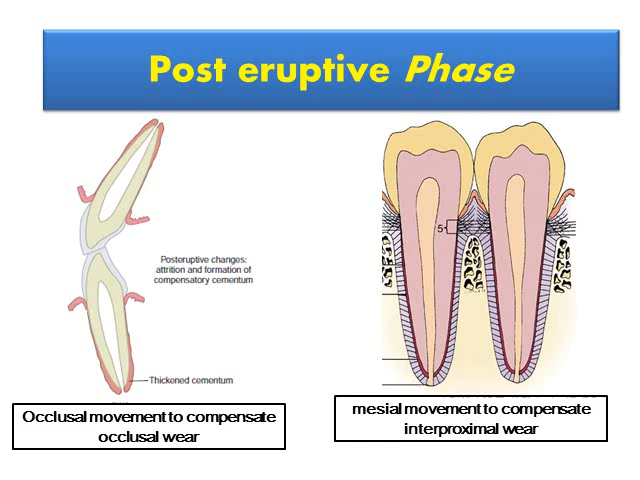 Post eruptive Phase
Posteruptive changes:
attrition and formation of
compensatory cementum
Thickened cementum
5
Occlusal movement to compensate
occlusal wear
mesial movement to compensate
interproximal wear